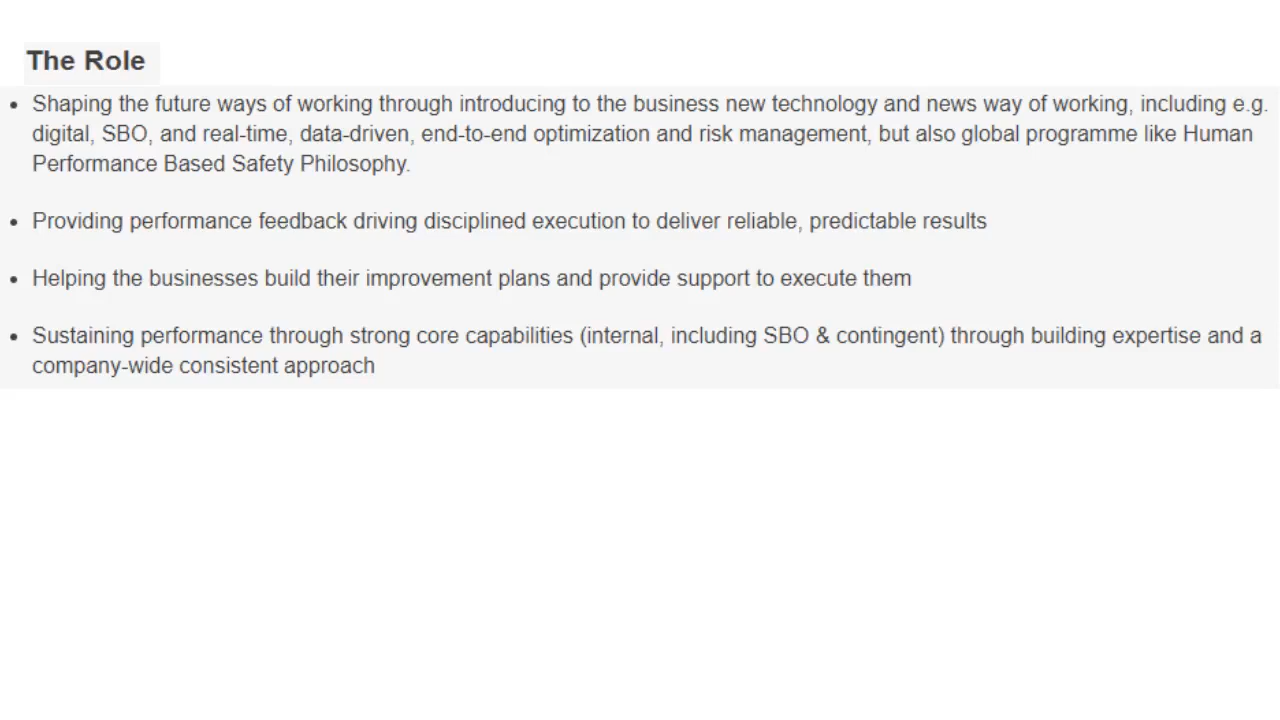 The Role
• Shaping the future ways of working through introducing to the business new technology and news way of working, including e.g.
digital, SBO, and real-time, data-driven, end-to-end optimization and risk management, but also global programme like Human
Performance Based Safety Philosophy.
• Providing performance feedback driving disciplined execution to deliver reliable, predictable results
• Helping the businesses build their improvement plans and provide support to execute them
• Sustaining performance through strong core capabilities (internal, including SBO & contingent) through building expertise and a
company-wide consistent approach